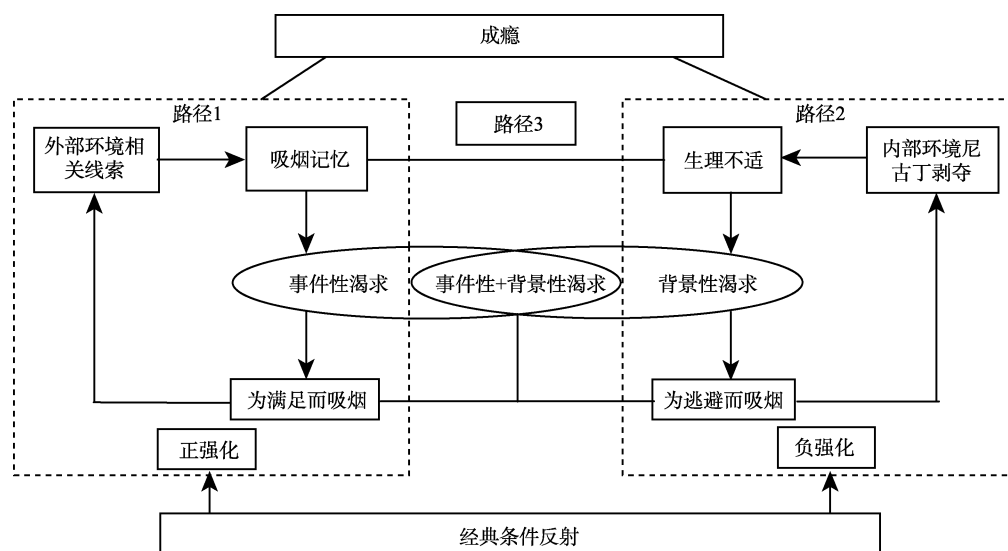 成瘾
路径1
路径3
路径2
外部环境相
关线索
吸烟记忆
生理不适
内部环境尼
古丁剥夺
事件性渴求
事件性+背景性渴求
背景性渴求
为满足而吸烟
为逃避而吸烟
正强化
负强化
经典条件反射